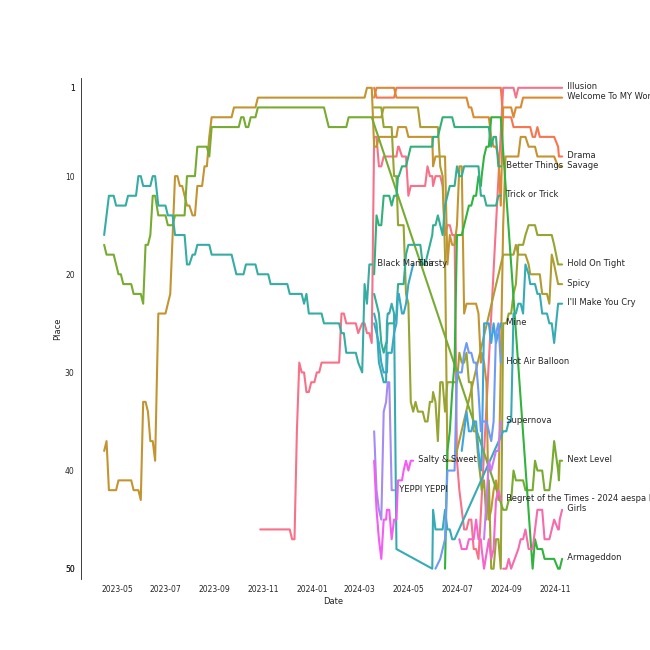 1
Illusion
Welcome To MY Wor
Drama
Better Things
Savage
10
Trick or Trick
Black Mamba
Thirsty
Hold On Tight
20
Spicy
I'll Make You Cry
Mine
Place
Hot Air Balloon
30
Supernova
Salty & Sweet
Next Level
40
YEPPI YEPPI
Regret of the Times - 2024 aespa
Girls
Armageddon
50
2023-05
2023-07
2023-09
2023-11
2024-01
2024-03
2024-05
2024-07
2024-09
2024-11
Date